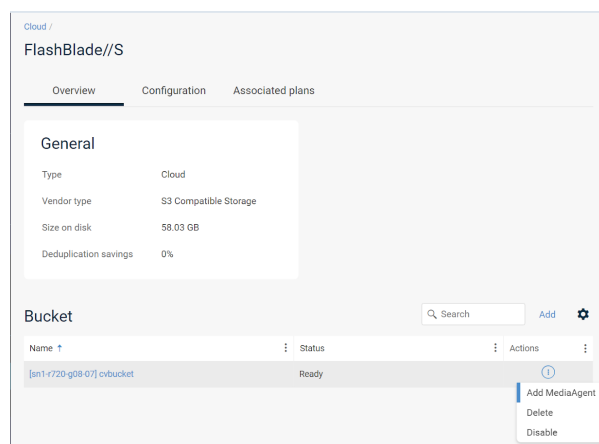 Cloud /
FlashBlade//S
Overview Configuration Associated plans
General
Type Cloud
Vendor type S3 Compatible Storage
Size on disk 58.03 GB
Deduplication savings 0%
Bucket Search Add
Name ↑ Status Actions
[sn1-r720-g08-07] cvbucket Ready
Add MediaAgent
Delete
Disable